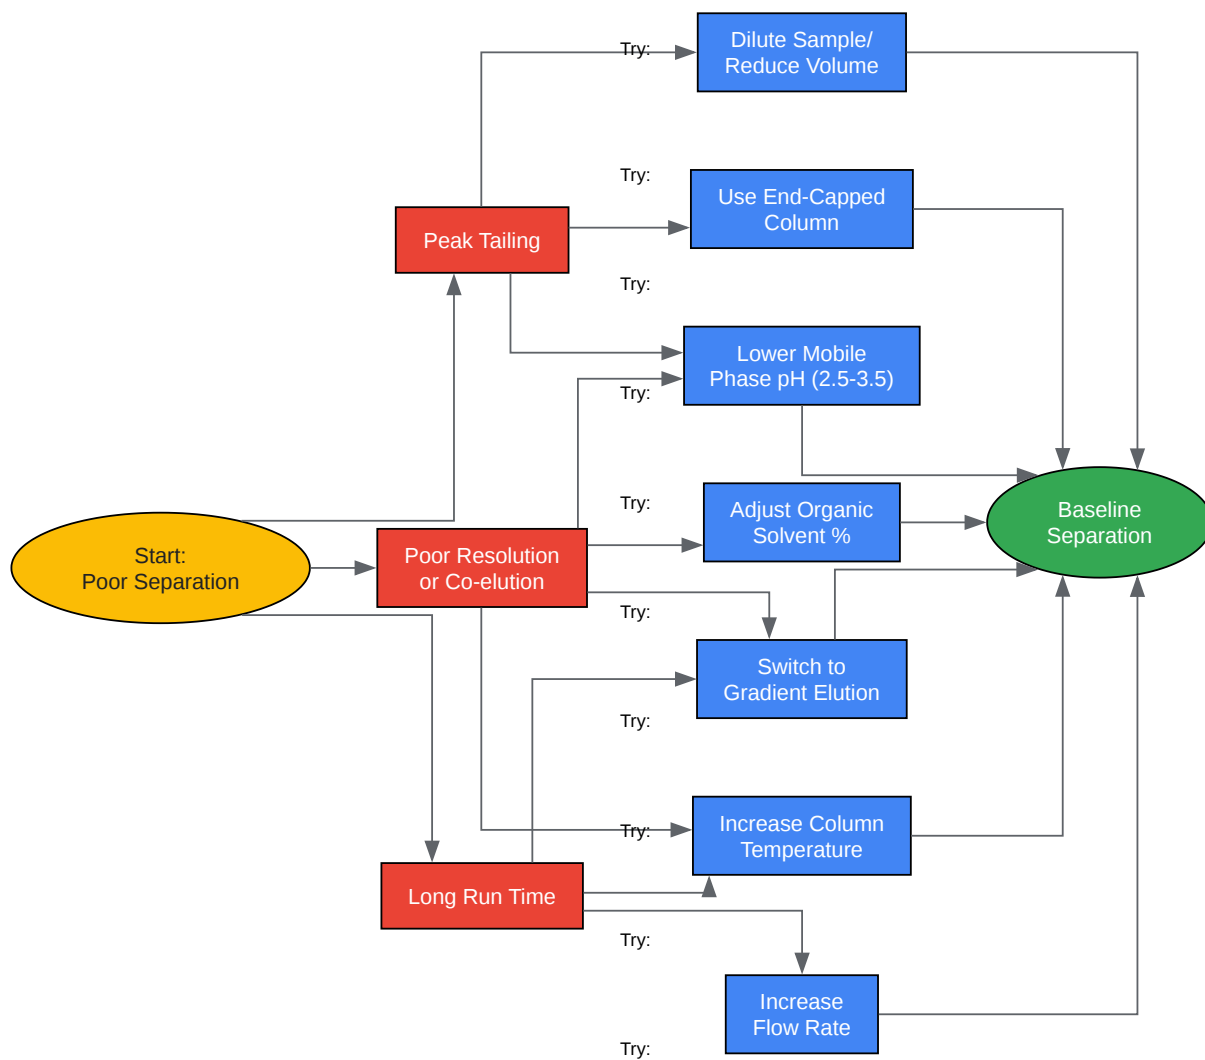 Try:
Dilute Sample/
Reduce Volume
Try:
Use End-Capped
Column
Peak Tailing
Try:
Lower Mobile
Phase pH (2.5-3.5)
Try:
Try:
Adjust Organic
Solvent %
Baseline
Separation
Start:
Poor Separation
Poor Resolution
or Co-elution
Try:
Switch to
Gradient Elution
Try:
Try:
Increase Column
Temperature
Long Run Time
Try:
Increase
Flow Rate
Try: